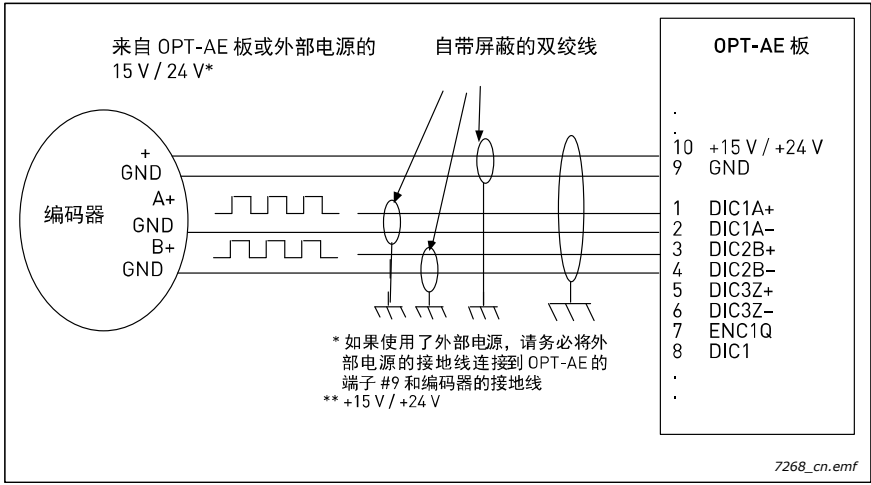 来自 OPT-AE 板或外部电源的
15 V / 24 V*
自带屏蔽的双绞线
OPT-AE 板
.
.
10 +15 V / +24 V
9 GND
1 DIC1A+
2 DIC1A–
3 DIC2B+
4 DIC2B–
5 DIC3Z+
6 DIC3Z–
7 ENC1Q
8 DIC1
.
.
编码器
+
GND
A+
GND
B+
GND
* 如果使用了外部电源，请务必将外
部电源的接地线连接到 OPT-AE 的
端子 #9 和编码器的接地线
** +15 V / +24 V
7268_cn.emf